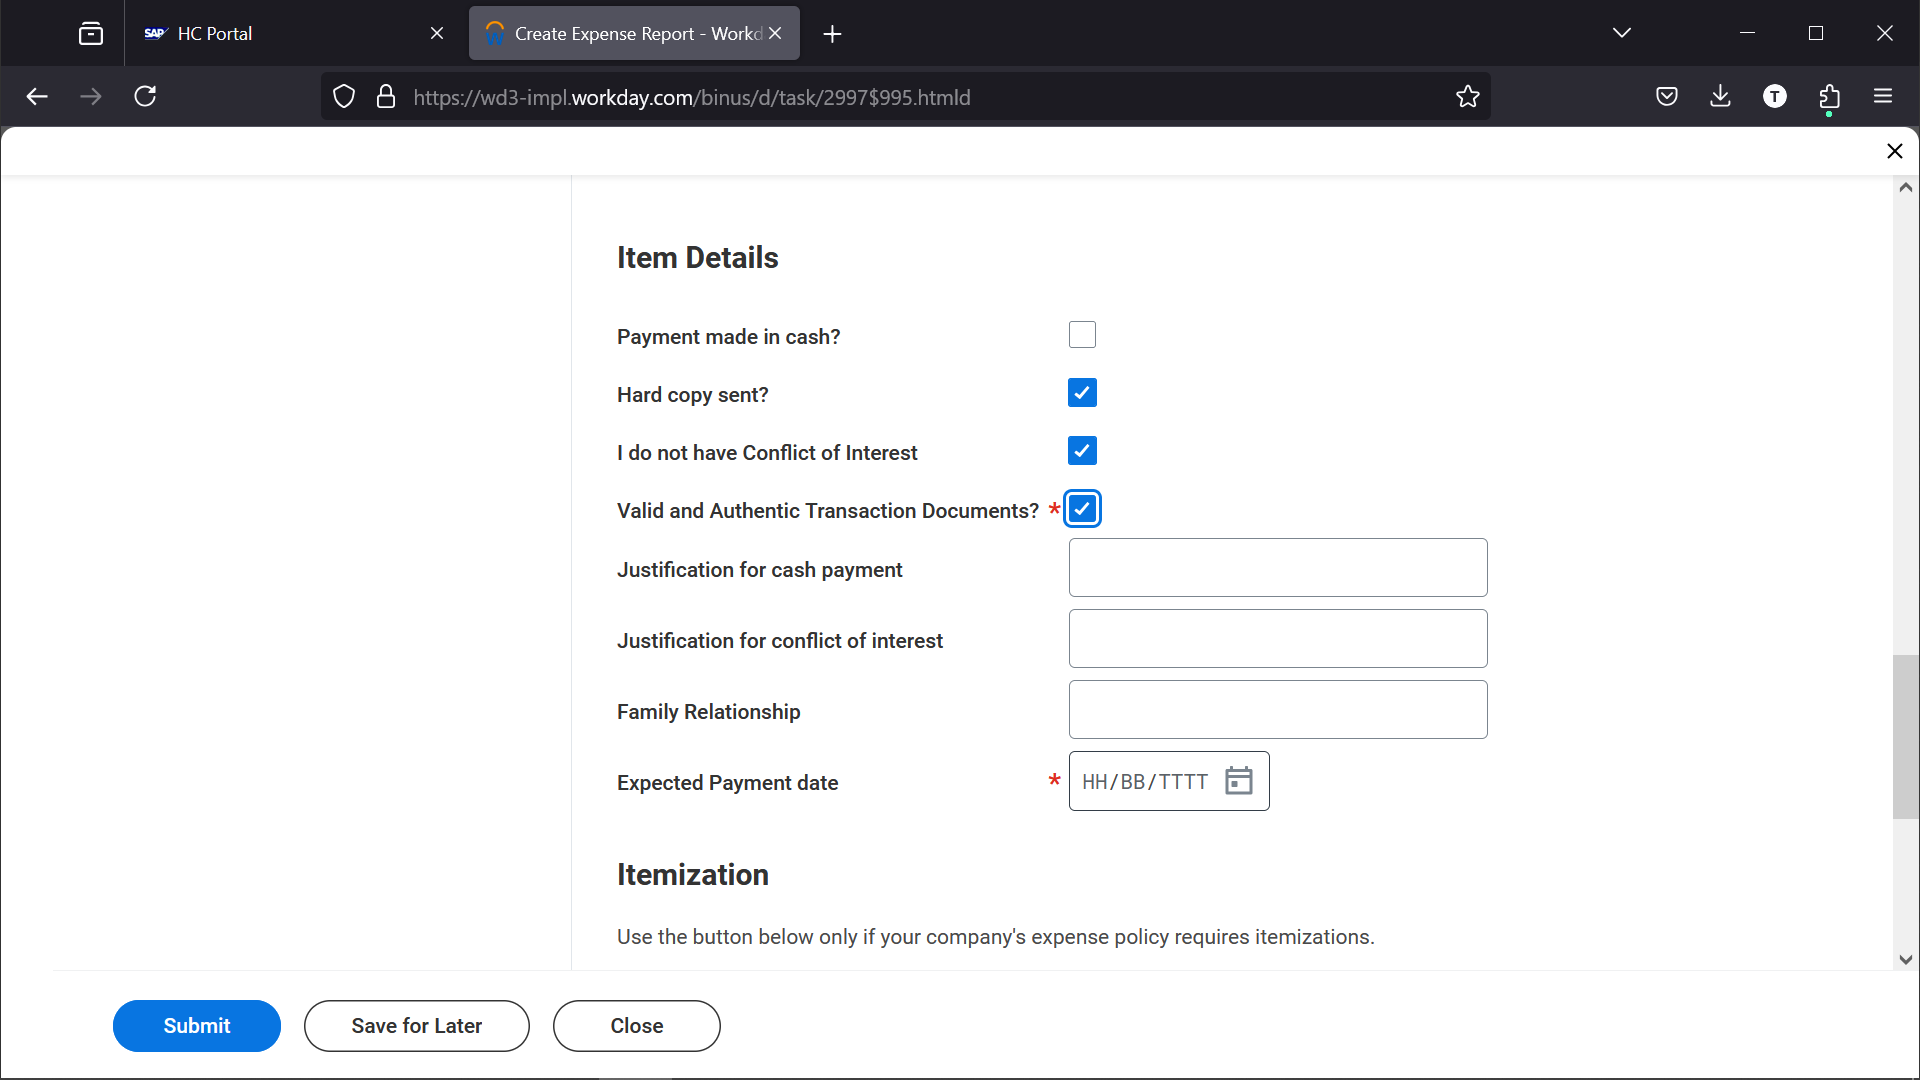 SAP HC Portal
Create Expense Report - Workd
https://wd3-impl.workday.com/binus/d/task/2997$995.htmld
T
Item Details
Payment made in cash?
Hard copy sent?
I do not have Conflict of Interest
Valid and Authentic Transaction Documents? *
Justification for cash payment
Justification for conflict of interest
Family Relationship
Expected Payment date * HH/BB/TTTT
Itemization
Use the button below only if your company's expense policy requires itemizations.
Submit Save for Later Close